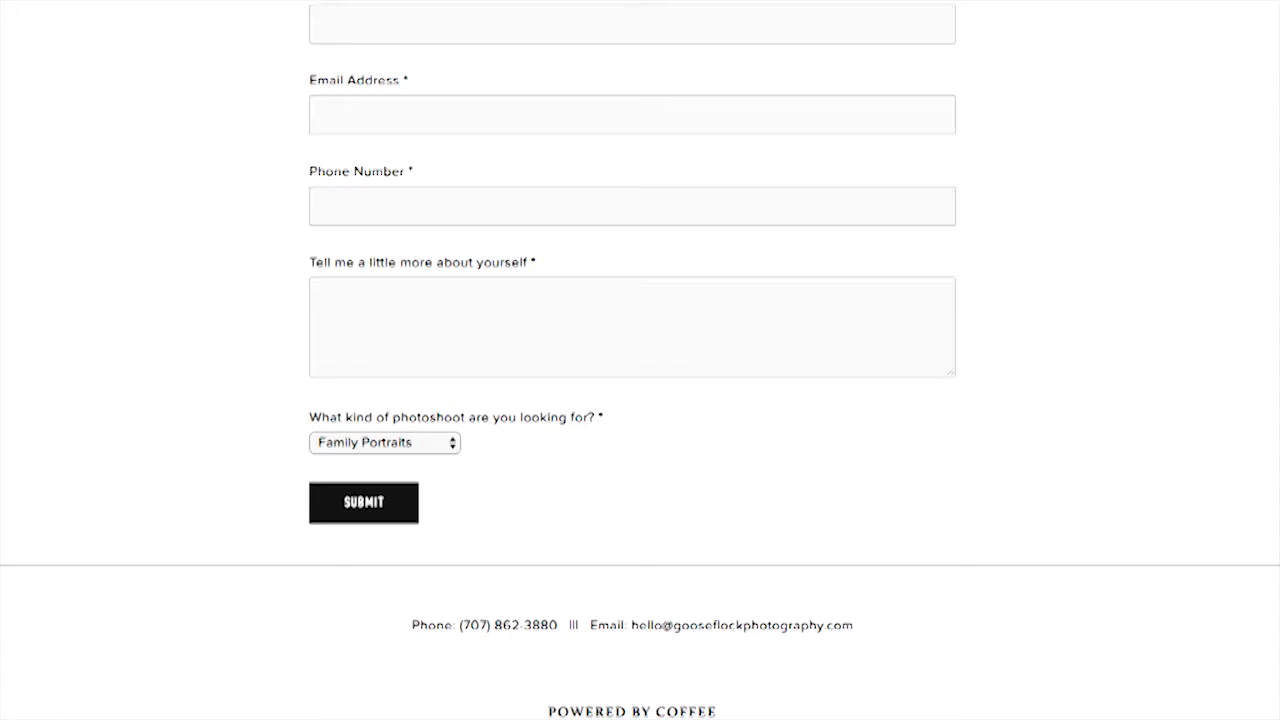 Email Address *
Phone Number *
Tell me a little more about yourself *
What kind of photoshoot are you looking for? *
Family Portraits
SUBMIT
Phone: (707) 862-3880 III Email: hello@gooseflockphotography.com
POWERED BY COFFEE